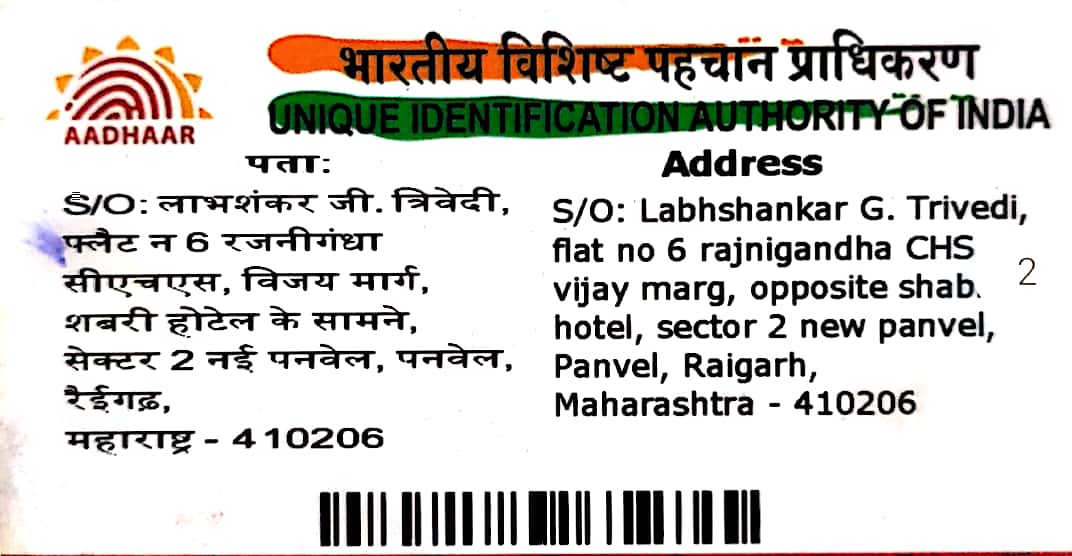 भारतीय विशिष्ट पहचान प्राधिकरण
UNIQUE IDENTIFICATION AUTHORITY OF INDIA
AADHAAR
पता:
S/O: लाभशंकर जी. त्रिवेदी,
फ्लैट न 6 रजनीगंधा
सीएचएस, विजय मार्ग,
शबरी होटेल के सामने,
सेक्टर 2 नई पनवेल, पनवेल,
रैईगढ़,
महाराष्ट्र - 410206
Address
S/O: Labhshankar G. Trivedi,
flat no 6 rajnigandha CHS
vijay marg, opposite shab
hotel, sector 2 new panvel,
Panvel, Raigarh,
Maharashtra - 410206
2